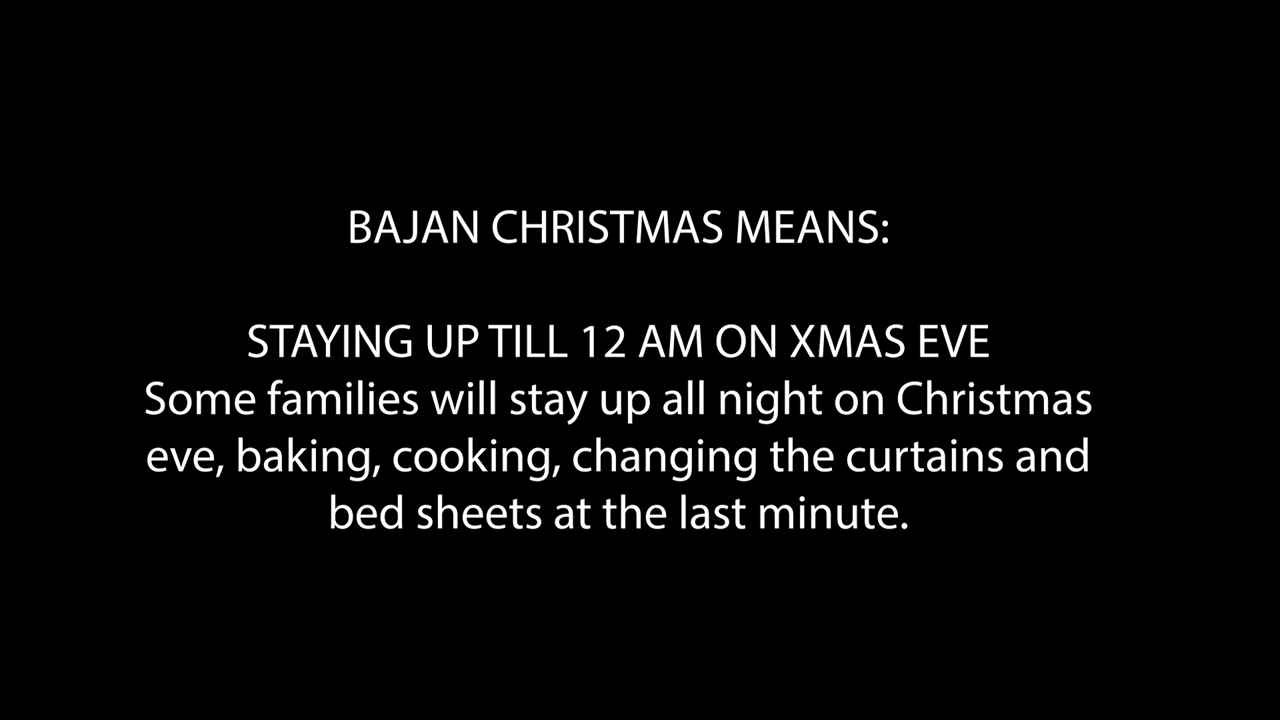 BAJAN CHRISTMAS MEANS:
STAYING UP TILL 12 AM ON XMAS EVE
Some families will stay up all night on Christmas
eve, baking, cooking, changing the curtains and
bed sheets at the last minute.